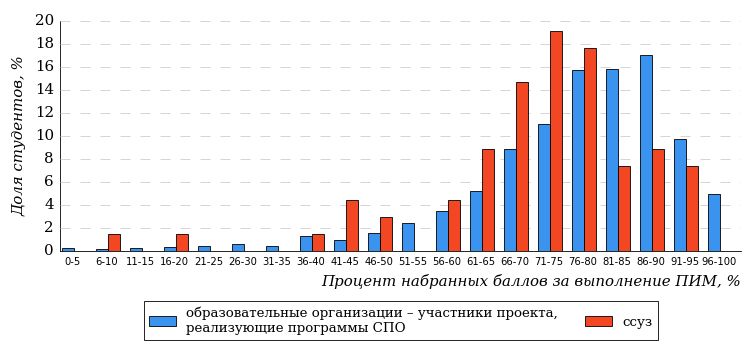 Доля студентов, %
20
18
16
14
12
10
8
6
4
2
0
0-5 6-10 11-15 16-20 21-25 26-30 31-35 36-40 41-45 46-50 51-55 56-60 61-65 66-70 71-75 76-80 81-85 86-90 91-95 96-100
Процент набранных баллов за выполнение ПИМ, %
образовательные организации – участники проекта,
реализующие программы СПО
ссуз